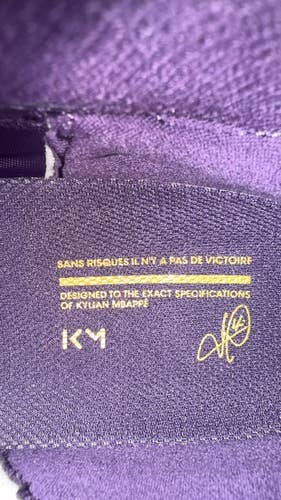 SANS RISQUES IL N'Y A PAS DE VICTOIRE
DESIGNED TO THE EXACT SPECIFICATIONS
OF KYLIAN MBAPPÉ
KM